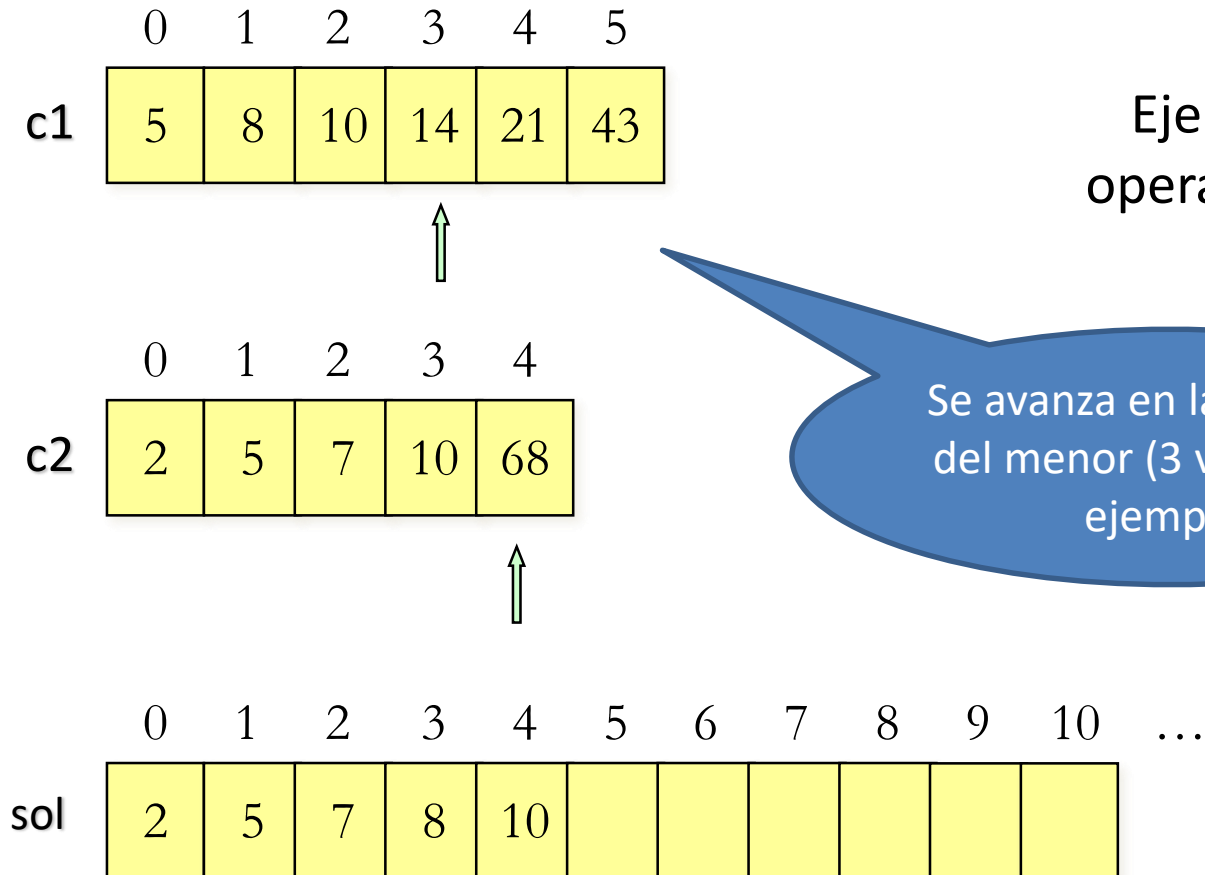 0 1 2 3 4 5
c1 5 8 10 14 21 43
Eje
opera
0 1 2 3 4
c2 2 5 7 10 68
Se avanza en la
del menor (3 v
ejemp
0 1 2 3 4 5 6 7 8 9 10 ...
sol 2 5 7 8 10